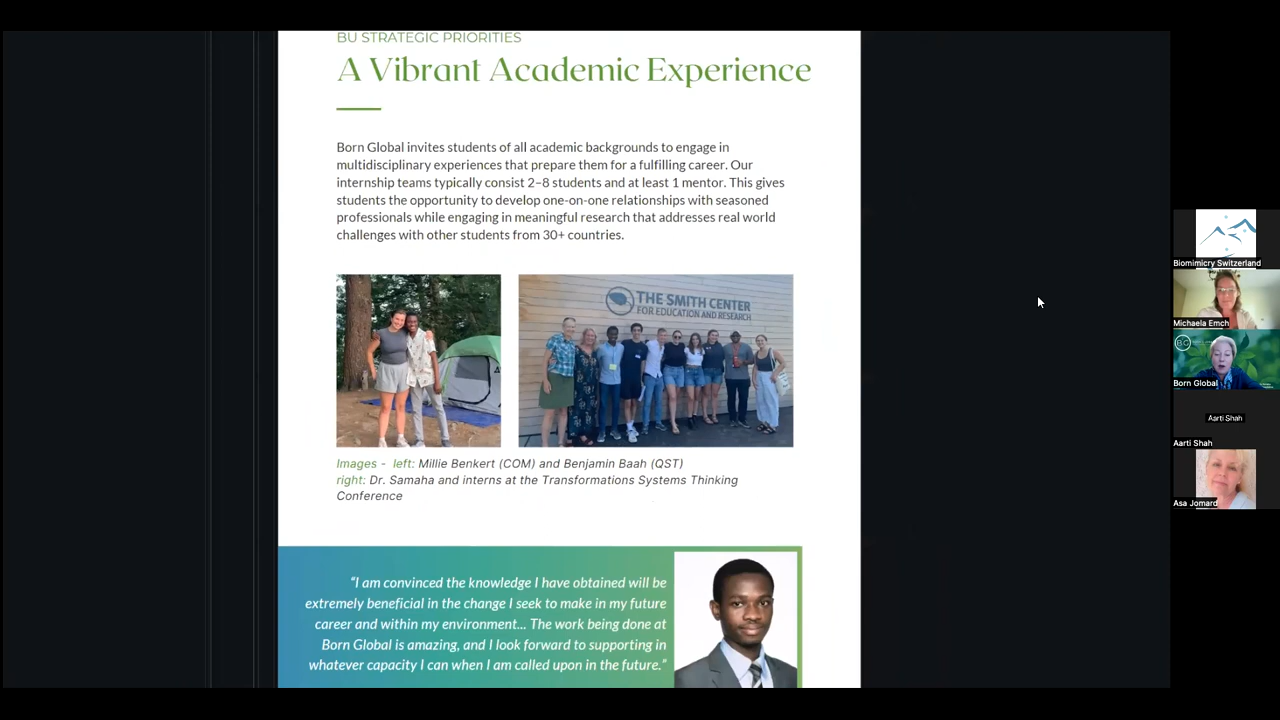 BU STRATEGIC PRIORITIES
A Vibrant Academic Experience
Born Global invites students of all academic backgrounds to engage in
multidisciplinary experiences that prepare them for a fulfilling career. Our
internship teams typically consist 2–8 students and at least 1 mentor. This gives
students the opportunity to develop one-on-one relationships with seasoned
professionals while engaging in meaningful research that addresses real world
challenges with other students from 30+ countries.
THE SMITH CENTER
FOR EDUCATION AND RESEARCH
Images - left: Millie Benkert (COM) and Benjamin Baah (QST)
right: Dr. Samaha and interns at the Transformations Systems Thinking
Conference
“I am convinced the knowledge I have obtained will be
extremely beneficial in the change I seek to make in my future
career and within my environment... The work being done at
Born Global is amazing, and I look forward to supporting in
whatever capacity I can when I am called upon in the future.”
Biomimicry Switzerland
Michaela Emch
Born Global
Aarti Shah
Aarti Shah
Asa Jomard